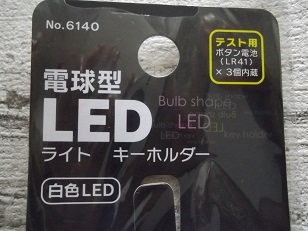 No.6140
テスト用
ボタン電池
(LR41)
×3個内蔵
電球型
LED
Bulb shape
LED
ライト キーホルダー
白色LED